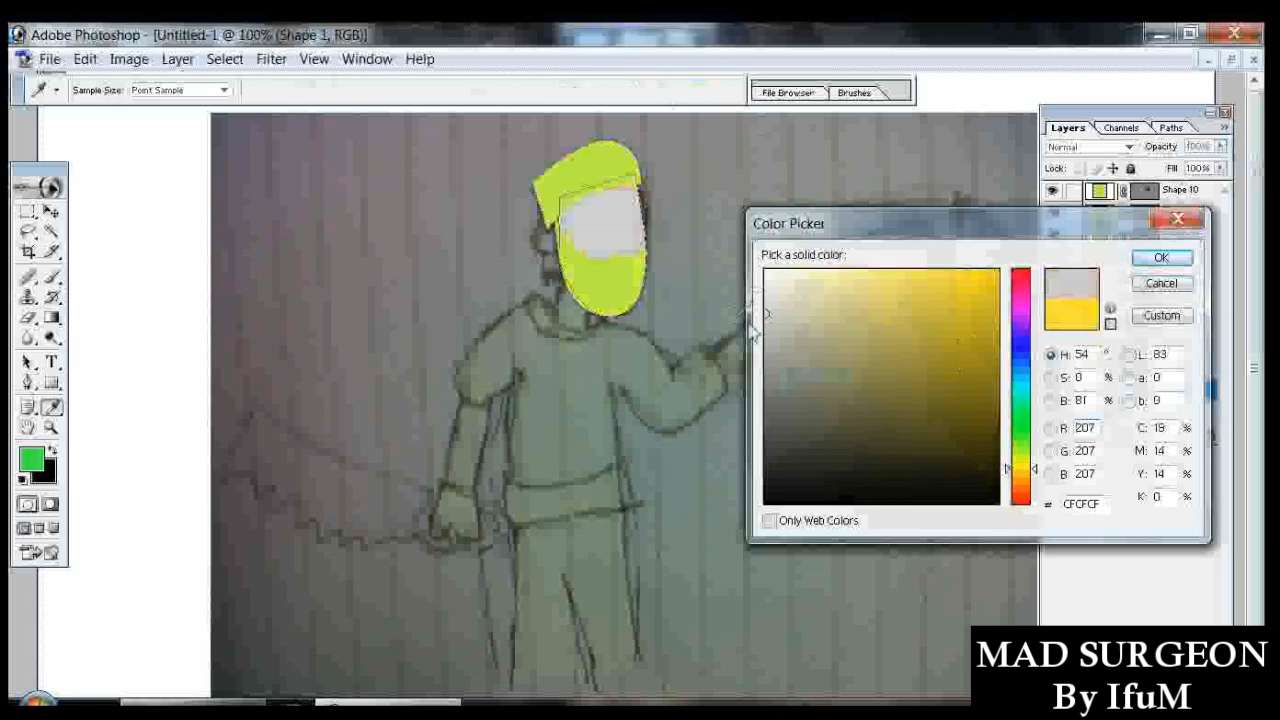 Adobe Photoshop - [Untitled-1 @ 100% (Shape 1, RGB)]
File Edit Image Layer Select Filter View Window Help
Sample Size: Point Sample
File Browser Brushes
Layers Channels Paths
Normal Opacity 100%
Lock: Fill 100%
Shape 10
Color Picker
Pick a solid color:
OK
Cancel
Custom
H: 54 ° L: 83
S: 0 % a: 0
B: 81 % b: 0
R: 207 C: 19 %
G: 207 M: 14 %
B: 207 Y: 14 %
# CFCFCF K: 0 %
Only Web Colors
MAD SURGEON
By IfuM